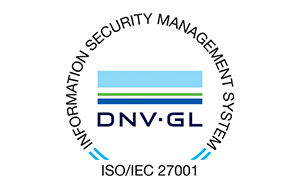 INFORMATION SECURITY MANAGEMENT SYSTEM
DNV·GL
ISO/IEC 27001